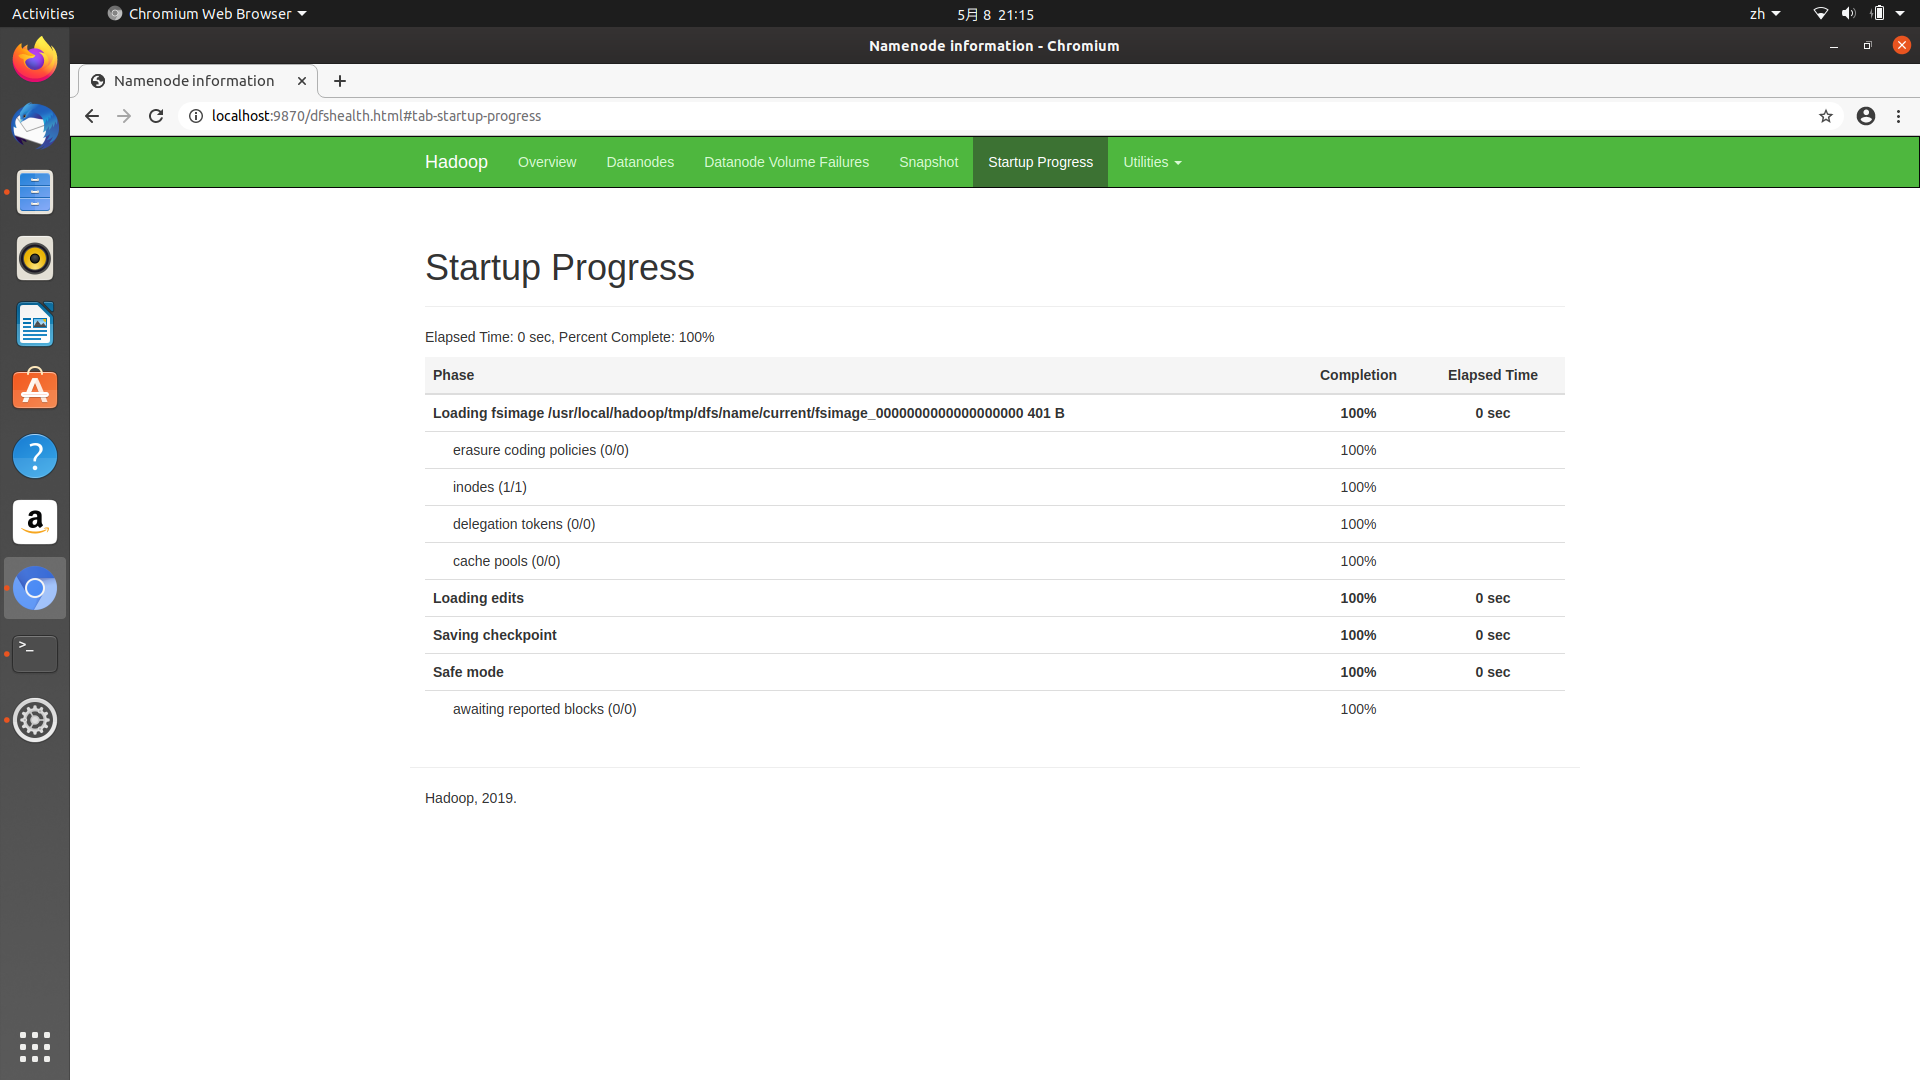 Activities
Chromium Web Browser
5月 8 21:15
zh
Namenode information - Chromium
Namenode information
localhost:9870/dfshealth.html#tab-startup-progress
Hadoop Overview Datanodes Datanode Volume Failures Snapshot Startup Progress Utilities
Startup Progress
Elapsed Time: 0 sec, Percent Complete: 100%
Phase Completion Elapsed Time
Loading fsimage /usr/local/hadoop/tmp/dfs/name/current/fsimage_0000000000000000000 401 B 100% 0 sec
erasure coding policies (0/0) 100%
inodes (1/1) 100%
delegation tokens (0/0) 100%
cache pools (0/0) 100%
Loading edits 100% 0 sec
Saving checkpoint 100% 0 sec
Safe mode 100% 0 sec
awaiting reported blocks (0/0) 100%
Hadoop, 2019.